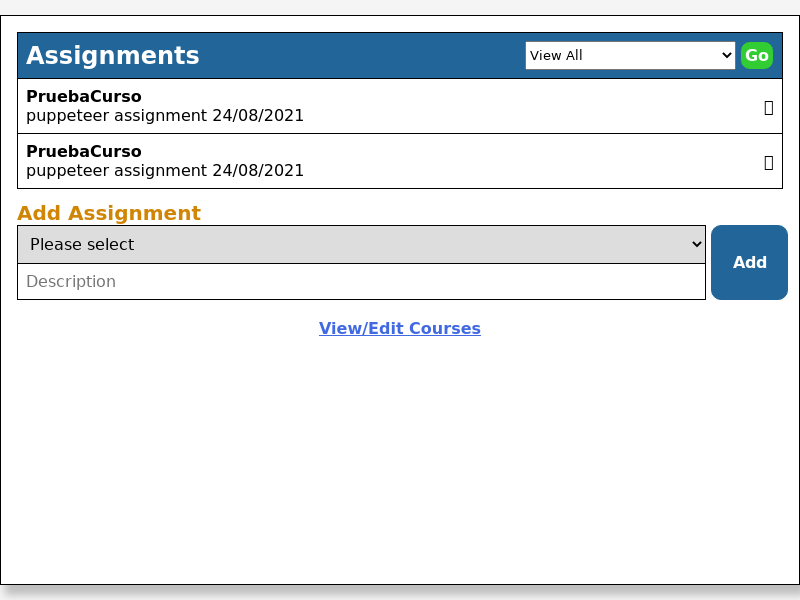 Assignments
View All
Go
PruebaCurso
puppeteer assignment 24/08/2021
PruebaCurso
puppeteer assignment 24/08/2021
Add Assignment
Please select
Add
Description
View/Edit Courses